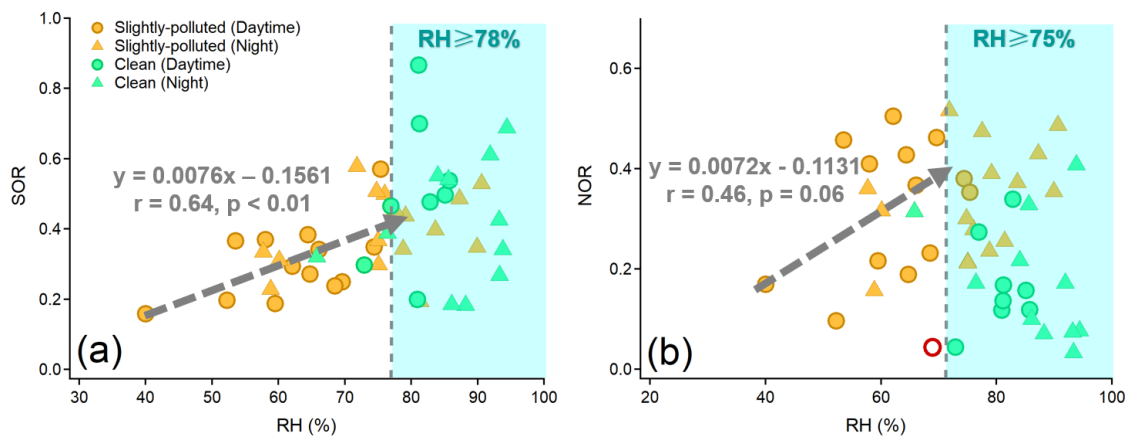 1.0
0.8
0.6
0.4
0.2
0.0
SOR
Slightly-polluted (Daytime)
Slightly-polluted (Night)
Clean (Daytime)
Clean (Night)
RH≥78%
y = 0.0076x – 0.1561
r = 0.64, p < 0.01
(a)
30 40 50 60 70 80 90 100
RH (%)
0.6
0.4
0.2
0.0
NOR
RH≥75%
y = 0.0072x - 0.1131
r = 0.46, p = 0.06
(b)
20 40 60 80 100
RH (%)